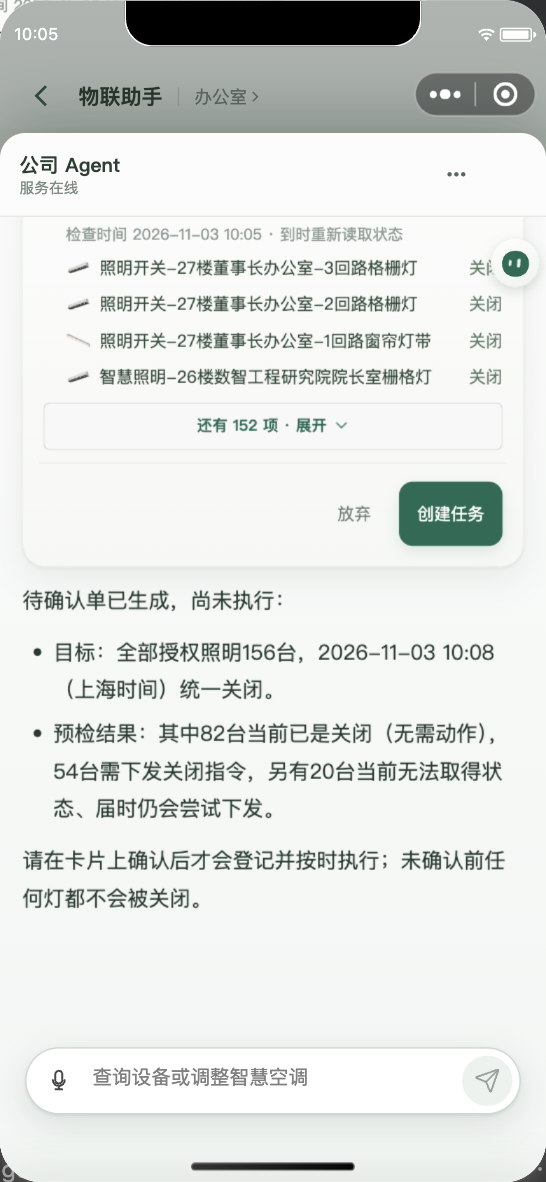 10:05
物联助手 办公室
公司 Agent
服务在线
检查时间 2026-11-03 10:05 · 到时重新读取状态
照明开关-27楼董事长办公室-3回路格栅灯 关
照明开关-27楼董事长办公室-2回路格栅灯 关闭
照明开关-27楼董事长办公室-1回路窗帘灯带 关闭
智慧照明-26楼数智工程研究院院长室栅格灯 关闭
还有 152 项 · 展开
放弃 创建任务
待确认单已生成，尚未执行：
• 目标：全部授权照明156台，2026-11-03 10:08
（上海时间）统一关闭。
• 预检结果：其中82台当前已是关闭（无需动作），
54台需下发关闭指令，另有20台当前无法取得状
态、届时仍会尝试下发。
请在卡片上确认后才会登记并按时执行；未确认前任
何灯都不会被关闭。
查询设备或调整智慧空调